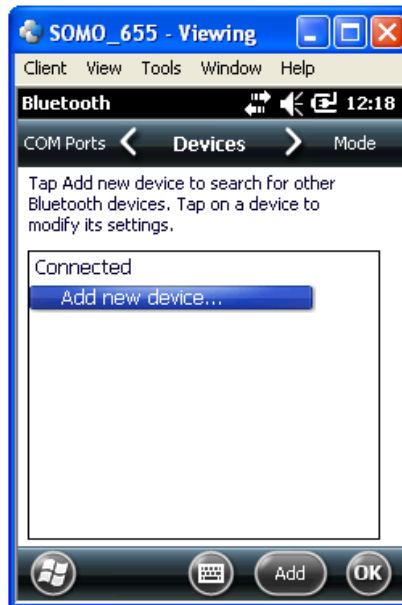 SOMO_655 - Viewing
Client View Tools Window Help
Bluetooth 12:18
COM Ports Devices Mode
Tap Add new device to search for other
Bluetooth devices. Tap on a device to
modify its settings.
Connected
Add new device...
Add OK